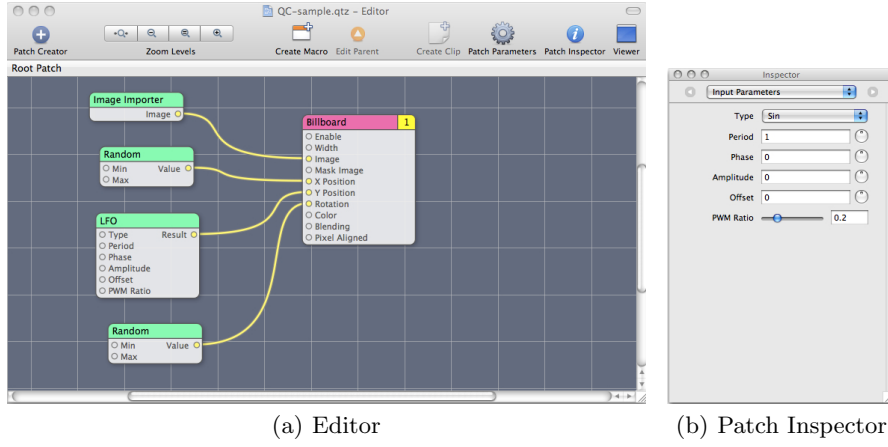 QC-sample.qtz – Editor
Patch Creator
Zoom Levels
Create Macro
Edit Parent
Create Clip
Patch Parameters
Patch Inspector
Viewer
Root Patch
Image Importer
Image
Random
Min
Value
Max
LFO
Type
Result
Period
Phase
Amplitude
Offset
PWM Ratio
Random
Min
Value
Max
Billboard
1
Enable
Width
Image
Mask Image
X Position
Y Position
Rotation
Color
Blending
Pixel Aligned
(a) Editor
Inspector
Input Parameters
Type
Sin
Period
1
Phase
0
Amplitude
0
Offset
0
PWM Ratio
0.2
(b) Patch Inspector